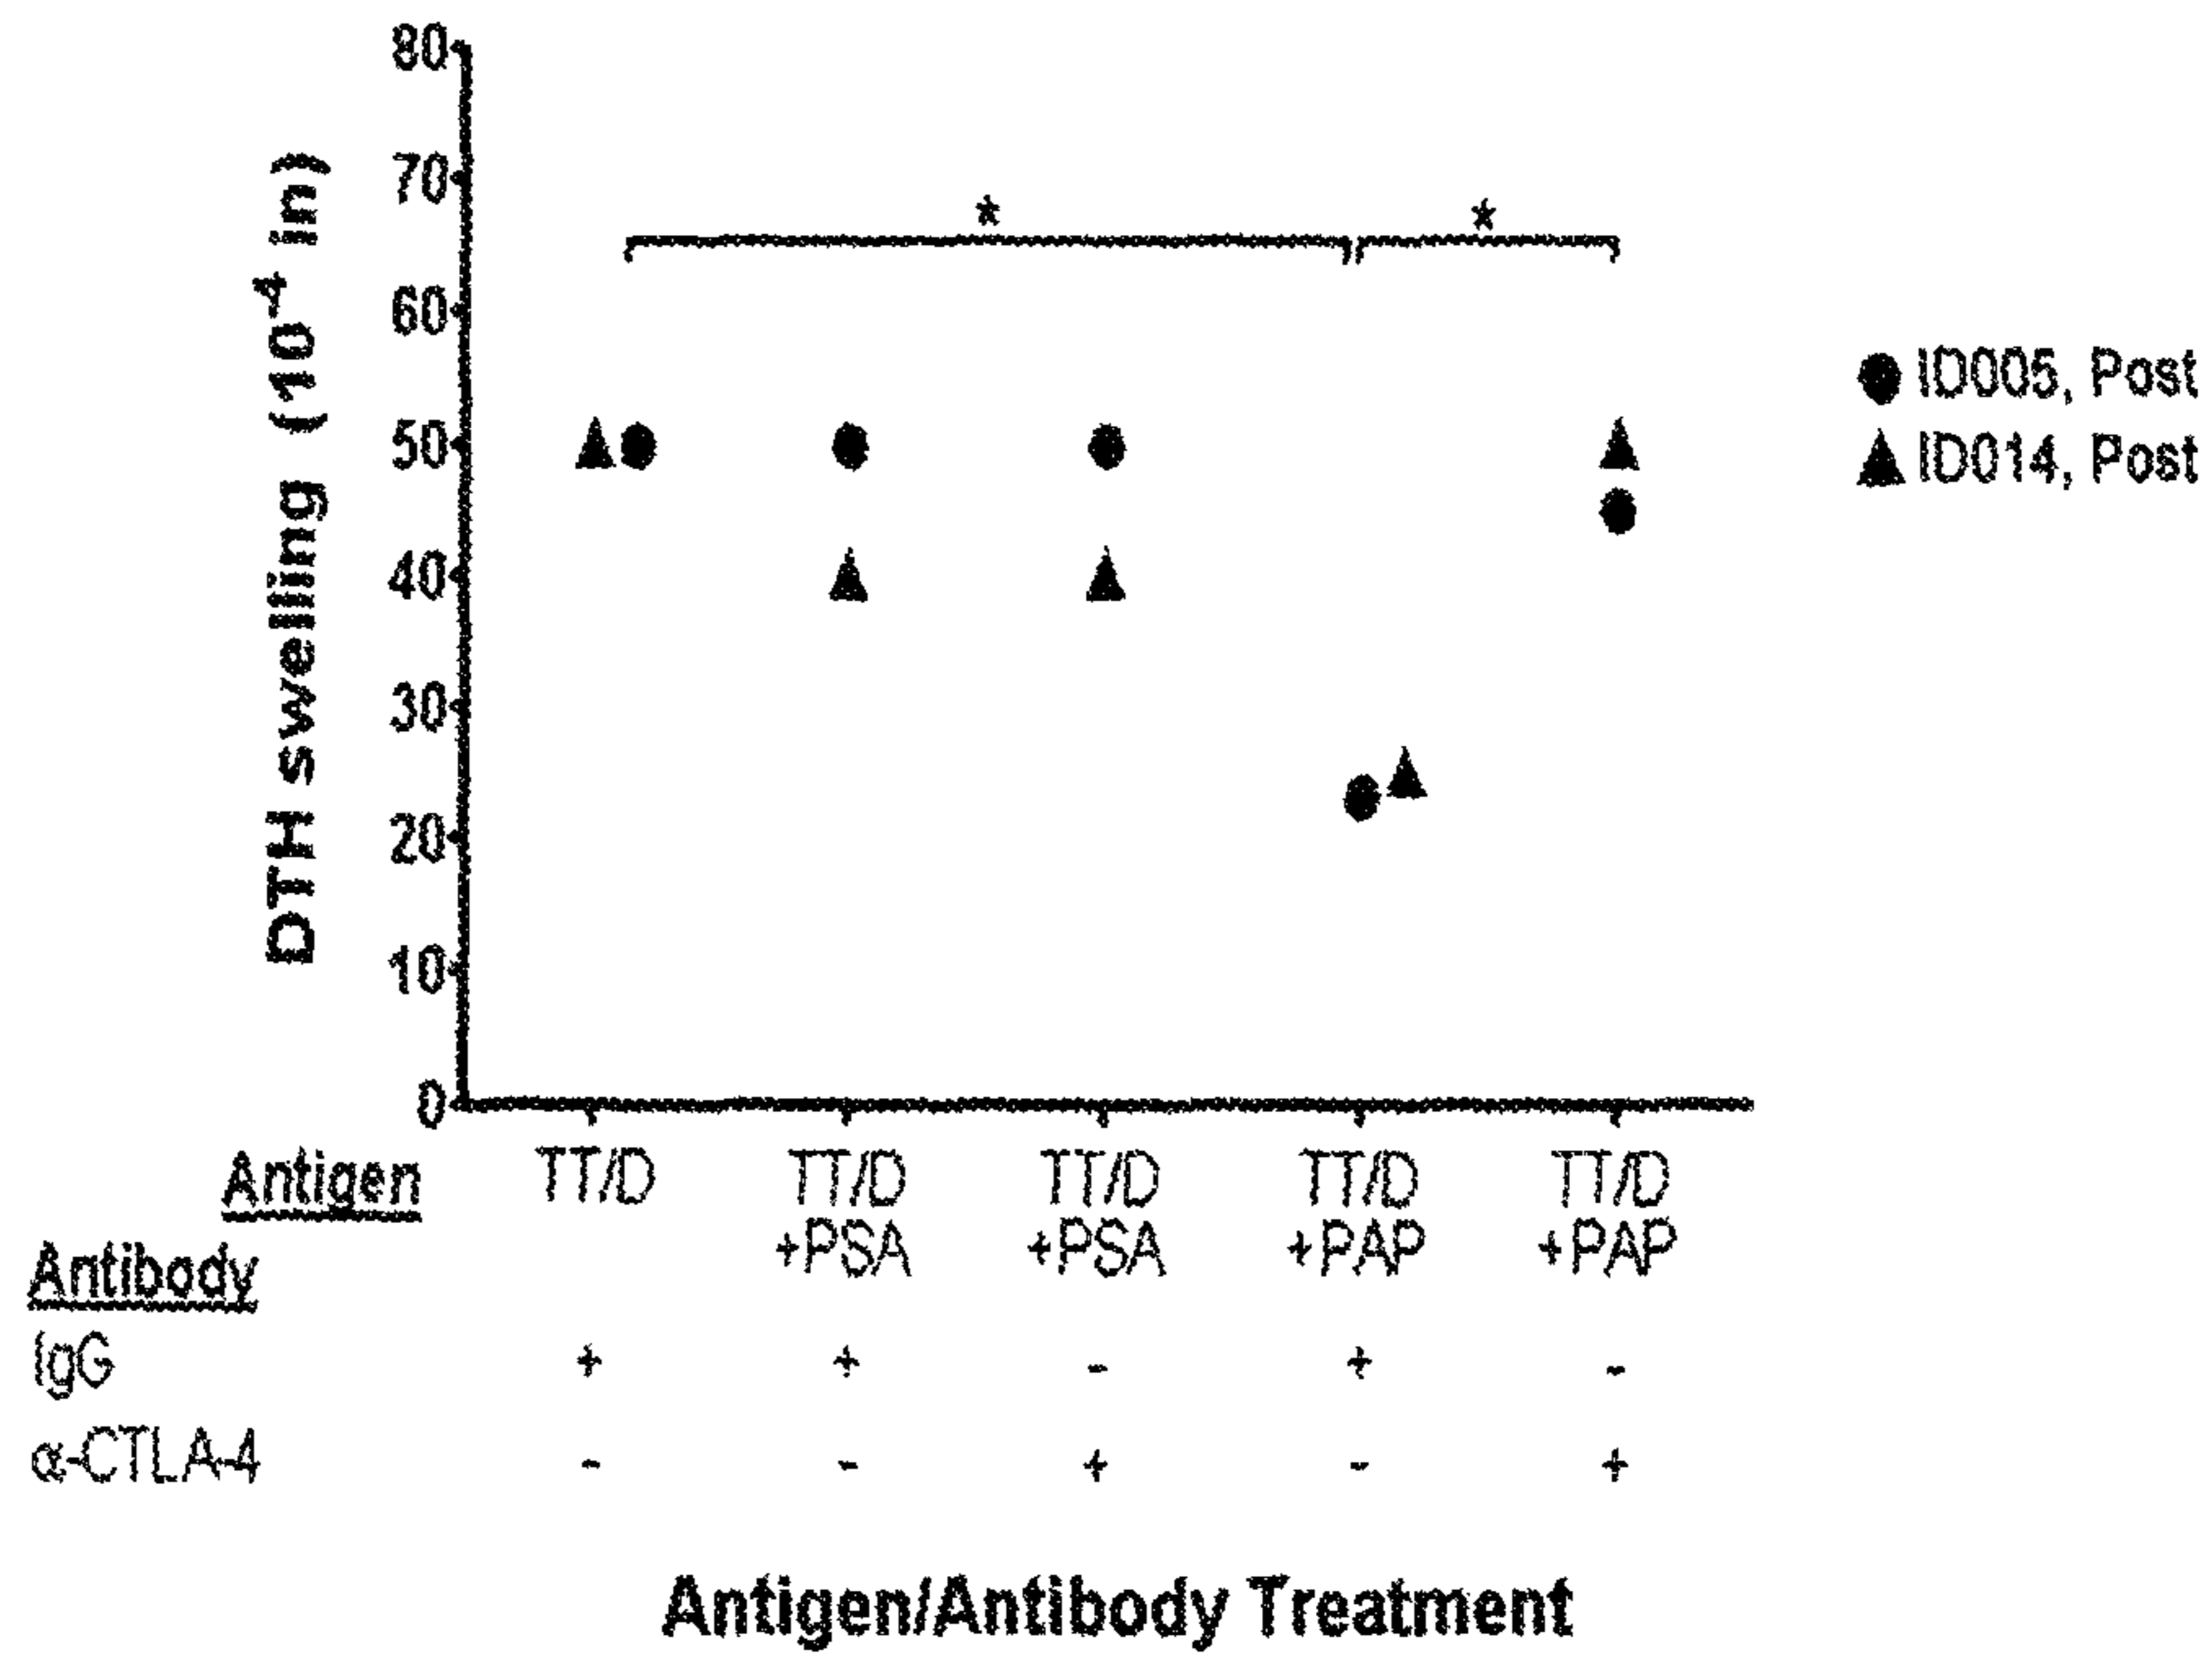 80
70
60
50
40
30
20
10
0
DTH swelling (10-4 in)
*
*
ID005, Post
ID014, Post
Antigen TT/D TT/D TT/D TT/D TT/D
+PSA +PSA +PAP +PAP
Antibody
IgG + + - + -
α-CTLA-4 - - + - +
Antigen/Antibody Treatment